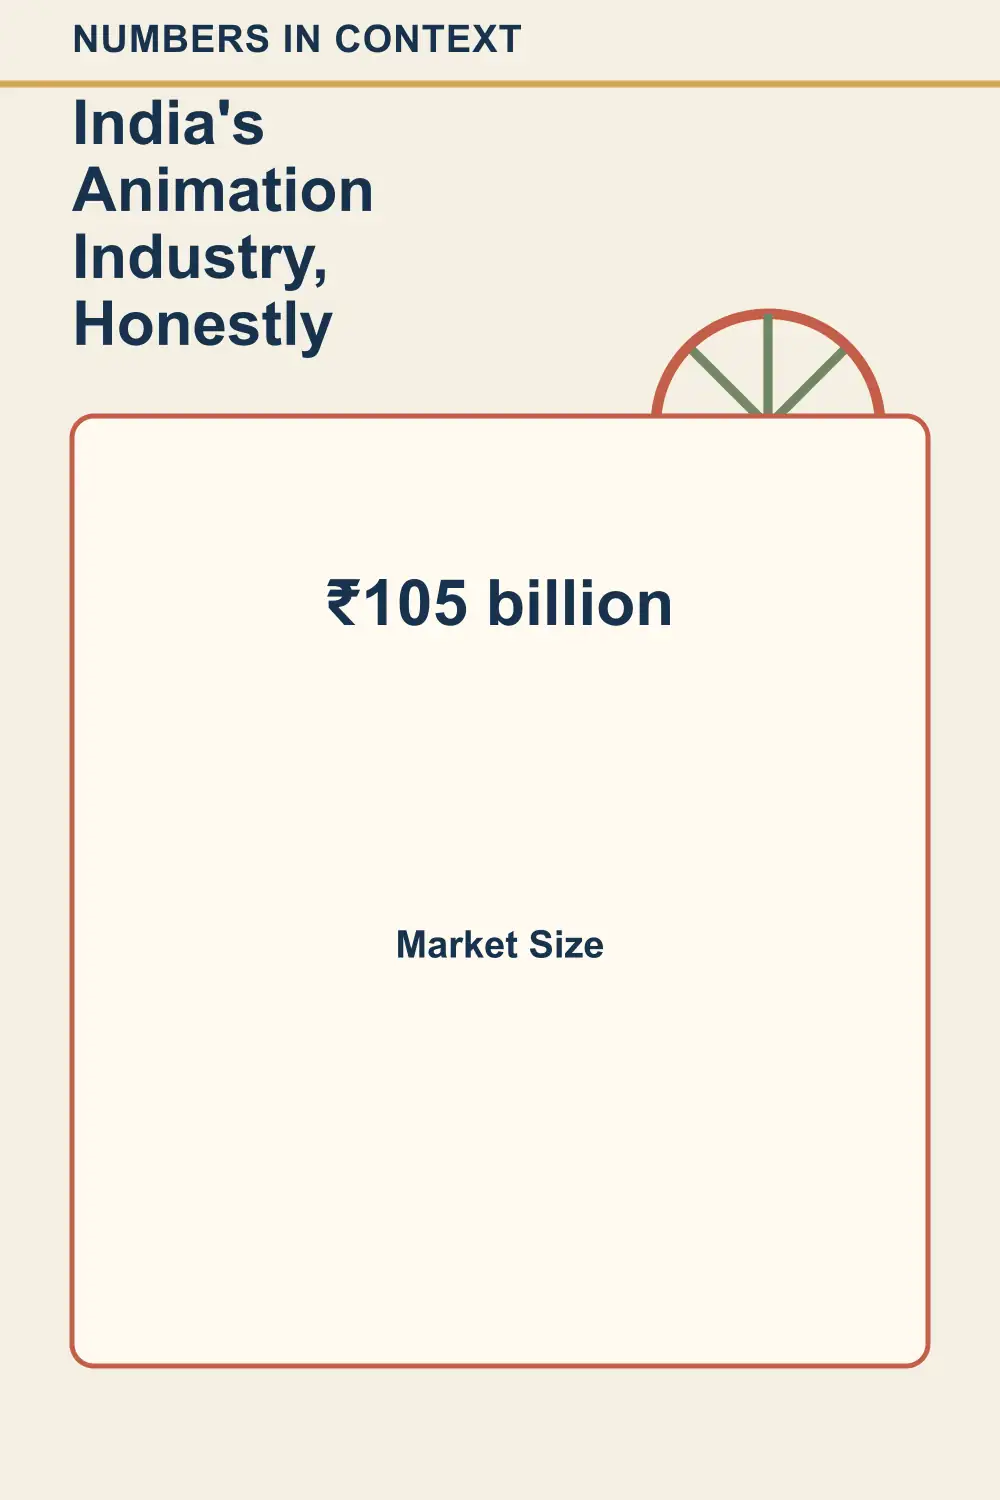 NUMBERS IN CONTEXT
India's
Animation
Industry,
Honestly
₹105 billion
Market Size